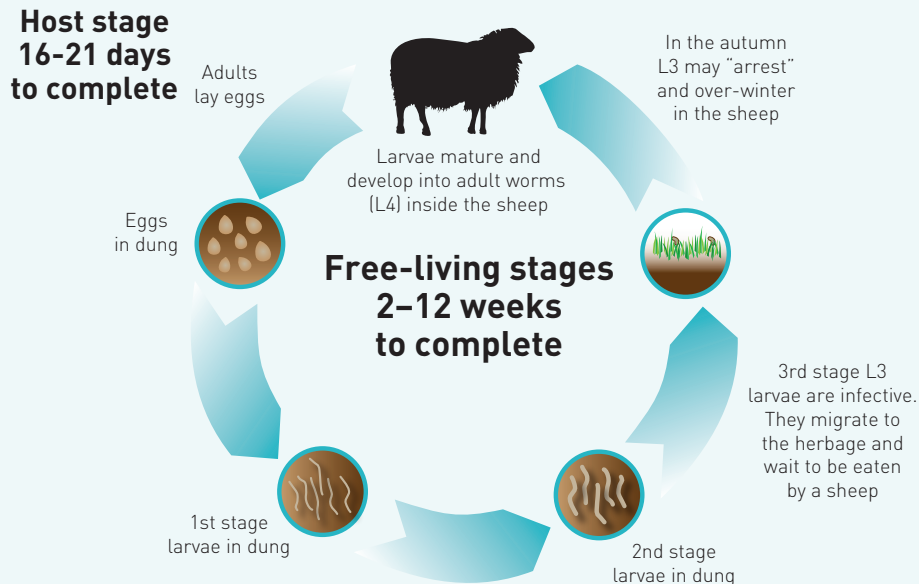 Host stage
16-21 days
to complete
Adults
lay eggs
In the autumn
L3 may “arrest”
and over-winter
in the sheep
Larvae mature and
develop into adult worms
(L4) inside the sheep
Eggs
in dung
Free-living stages
2–12 weeks
to complete
3rd stage L3
larvae are infective.
They migrate to
the herbage and
wait to be eaten
by a sheep
1st stage
larvae in dung
2nd stage
larvae in dung